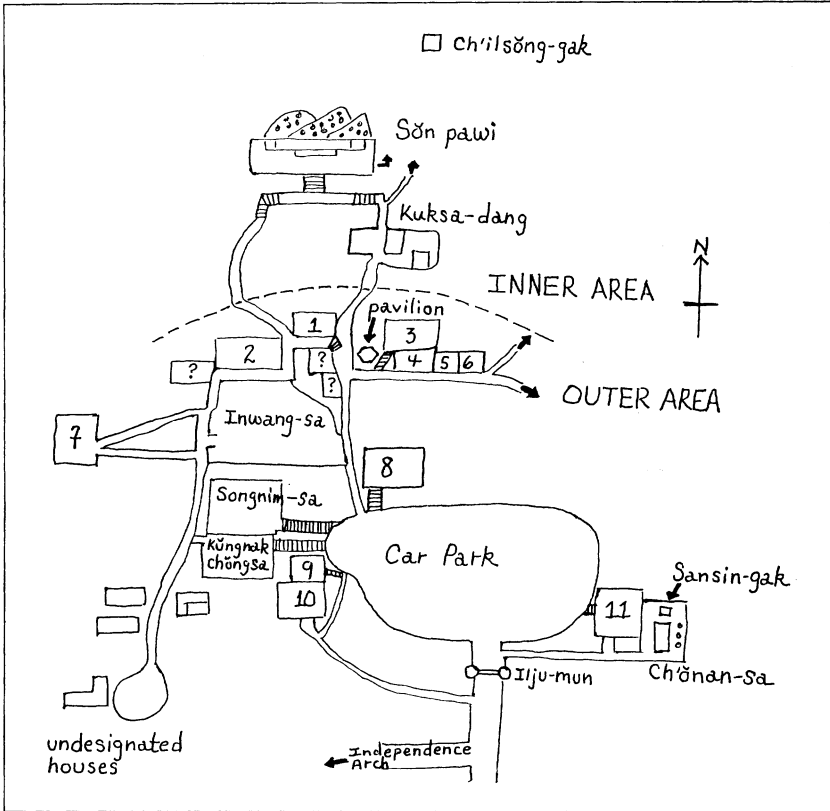 Ch'ilsŏng-gak
Sŏn pawi
Kuksa-dang
N
INNER AREA
pavilion
1
3
2
?
?
?
4
5
6
OUTER AREA
Inwang-sa
7
8
Songnim-sa
Kŭngnak
chŏngsa
Car Park
9
10
11
Sansin-gak
Ch'ŏnan-sa
Ilju-mun
undesignated
houses
Independence
Arch